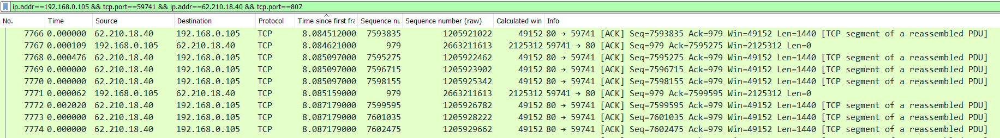 ip.addr==192.168.0.105 && tcp.port==59741 && ip.addr==62.210.18.40 && tcp.port==807
No. Time Source Destination Protocol Time since first fra Sequence nu Sequence number (raw) Calculated win Info
7766 0.000000 62.210.18.40 192.168.0.105 TCP 8.084512000 7593835 1205921022 49152 80 → 59741 [ACK] Seq=7593835 Ack=979 Win=49152 Len=1440 [TCP segment of a reassembled PDU]
7767 0.000109 192.168.0.105 62.210.18.40 TCP 8.084621000 979 2663211613 2125312 59741 → 80 [ACK] Seq=979 Ack=7595275 Win=2125312 Len=0
7768 0.000476 62.210.18.40 192.168.0.105 TCP 8.085097000 7595275 1205922462 49152 80 → 59741 [ACK] Seq=7595275 Ack=979 Win=49152 Len=1440 [TCP segment of a reassembled PDU]
7769 0.000000 62.210.18.40 192.168.0.105 TCP 8.085097000 7596715 1205923902 49152 80 → 59741 [ACK] Seq=7596715 Ack=979 Win=49152 Len=1440 [TCP segment of a reassembled PDU]
7770 0.000000 62.210.18.40 192.168.0.105 TCP 8.085097000 7598155 1205925342 49152 80 → 59741 [ACK] Seq=7598155 Ack=979 Win=49152 Len=1440 [TCP segment of a reassembled PDU]
7771 0.000062 192.168.0.105 62.210.18.40 TCP 8.085159000 979 2663211613 2125312 59741 → 80 [ACK] Seq=979 Ack=7599595 Win=2125312 Len=0
7772 0.002020 62.210.18.40 192.168.0.105 TCP 8.087179000 7599595 1205926782 49152 80 → 59741 [ACK] Seq=7599595 Ack=979 Win=49152 Len=1440 [TCP segment of a reassembled PDU]
7773 0.000000 62.210.18.40 192.168.0.105 TCP 8.087179000 7601035 1205928222 49152 80 → 59741 [ACK] Seq=7601035 Ack=979 Win=49152 Len=1440 [TCP segment of a reassembled PDU]
7774 0.000000 62.210.18.40 192.168.0.105 TCP 8.087179000 7602475 1205929662 49152 80 → 59741 [ACK] Seq=7602475 Ack=979 Win=49152 Len=1440 [TCP segment of a reassembled PDU]